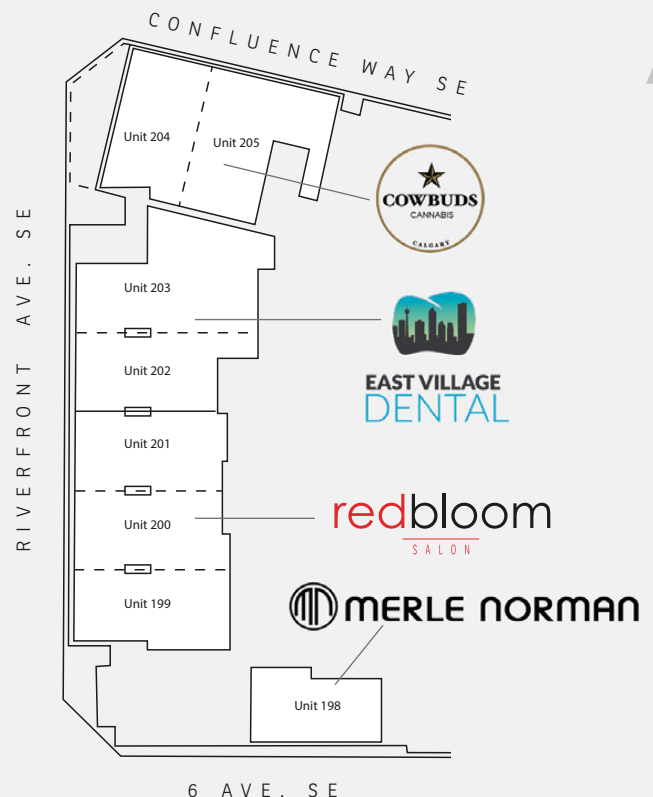 CONFLUENCE WAY SE
Unit 204
Unit 205
COWBUDS
CANNABIS
CALGARY
RIVERFRONT AVE. SE
Unit 203
EAST VILLAGE
DENTAL
Unit 202
Unit 201
redbloom
SALON
Unit 200
Unit 199
MERLE NORMAN
Unit 198
6 AVE. SE